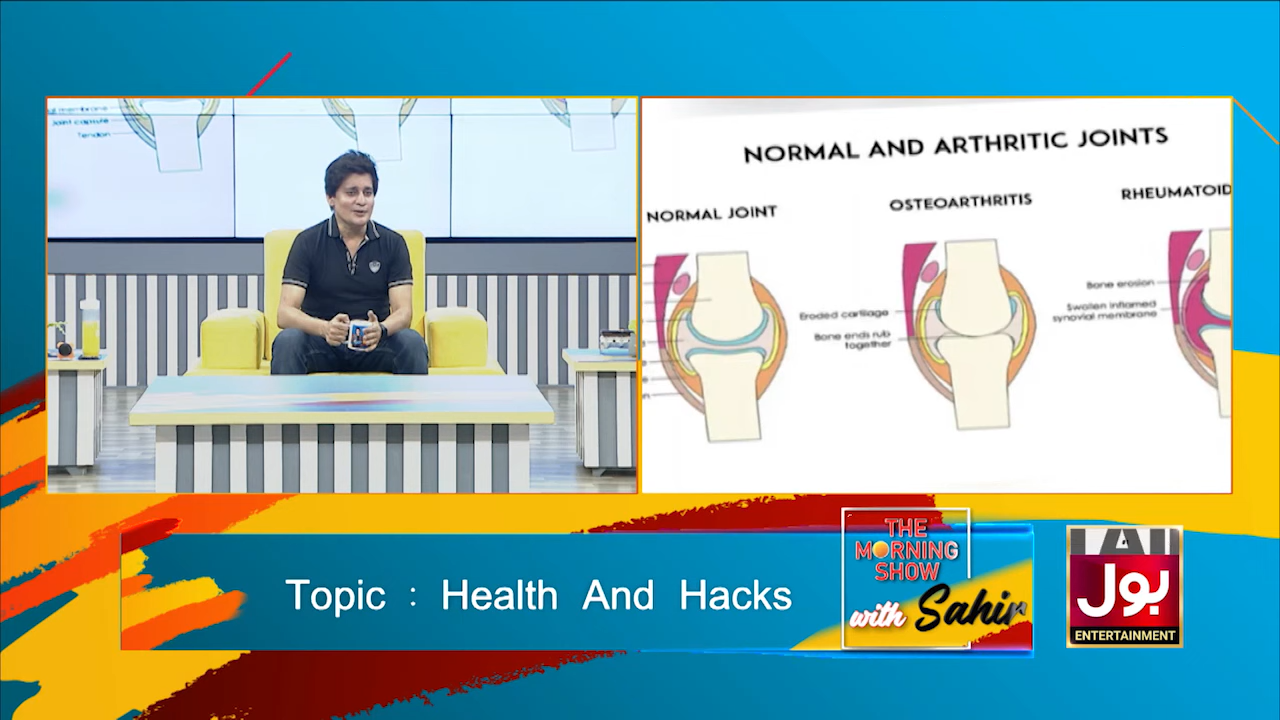 Joint capsule
Tendon
NORMAL AND ARTHRITIC JOINTS
NORMAL JOINT
OSTEOARTHRITIS
RHEUMATOID
Eroded cartilage
Bone ends rub
together
Bone erosion
Swollen inflamed
synovial membrane
Topic : Health And Hacks
THE
MORNING
SHOW
with Sahir
بول
ENTERTAINMENT